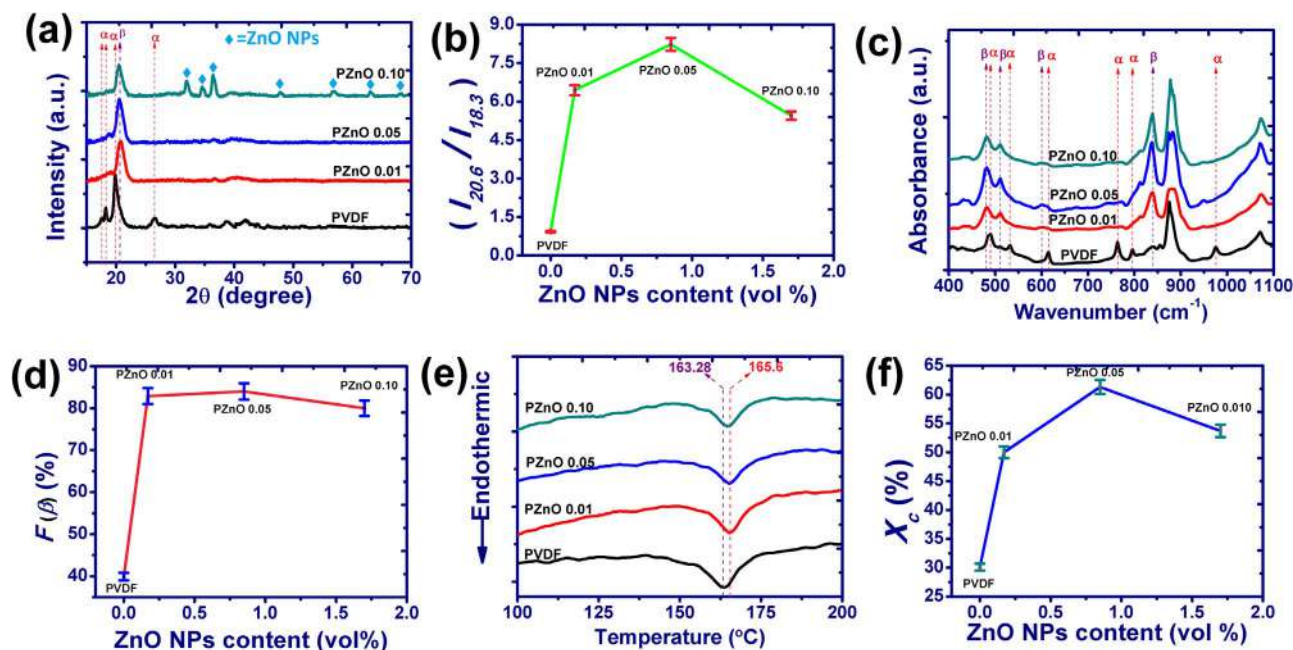 (a)
α α β α
♦=ZnO NPs
PZnO 0.10
PZnO 0.05
PZnO 0.01
PVDF
Intensity (a.u.)
20 30 40 50 60 70
2θ (degree)
(b)
9.0
7.5
6.0
4.5
3.0
1.5
0.0
PZnO 0.01
PZnO 0.05
PZnO 0.10
PVDF
( I20.6 / I18.3 )
0.0 0.5 1.0 1.5 2.0
ZnO NPs content (vol %)
(c)
β α β α β α α α β α
PZnO 0.10
PZnO 0.05
PZnO 0.01
PVDF
Absorbance (a.u.)
400 500 600 700 800 900 1000 1100
Wavenumber (cm-1)
(d)
90
80
70
60
50
40
PZnO 0.01
PZnO 0.05
PZnO 0.10
PVDF
F(β) (%)
0.0 0.5 1.0 1.5 2.0
ZnO NPs content (vol%)
(e)
163.28 165.6
PZnO 0.10
PZnO 0.05
PZnO 0.01
PVDF
Endothermic
100 125 150 175 200
Temperature (oC)
(f)
65
60
55
50
45
40
35
30
25
PZnO 0.05
PZnO 0.01
PZnO 0.010
PVDF
Xc (%)
0.0 0.5 1.0 1.5 2.0
ZnO NPs content (vol %)